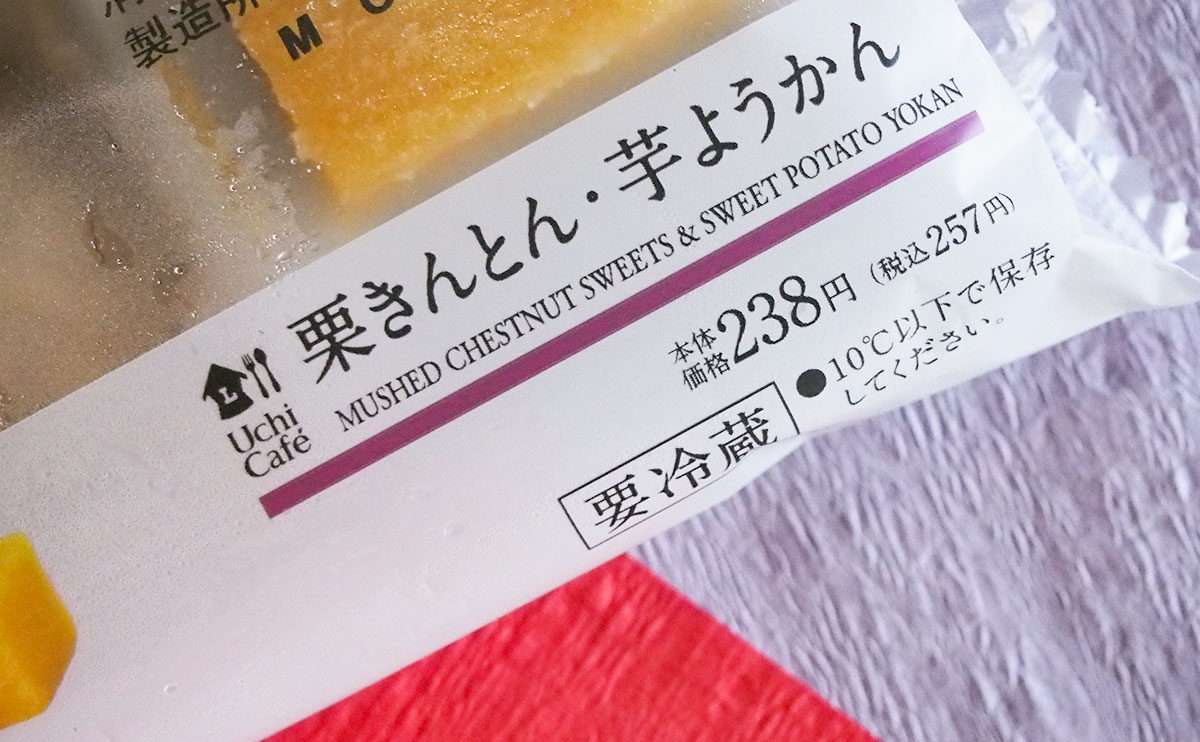 製造所
M
栗きんとん・芋ようかん
MUSHED CHESTNUT SWEETS & SWEET POTATO YOKAN
Uchi
Café
本体
価格 238円 (税込257円)
●10℃以下で保存
してください。
要冷蔵